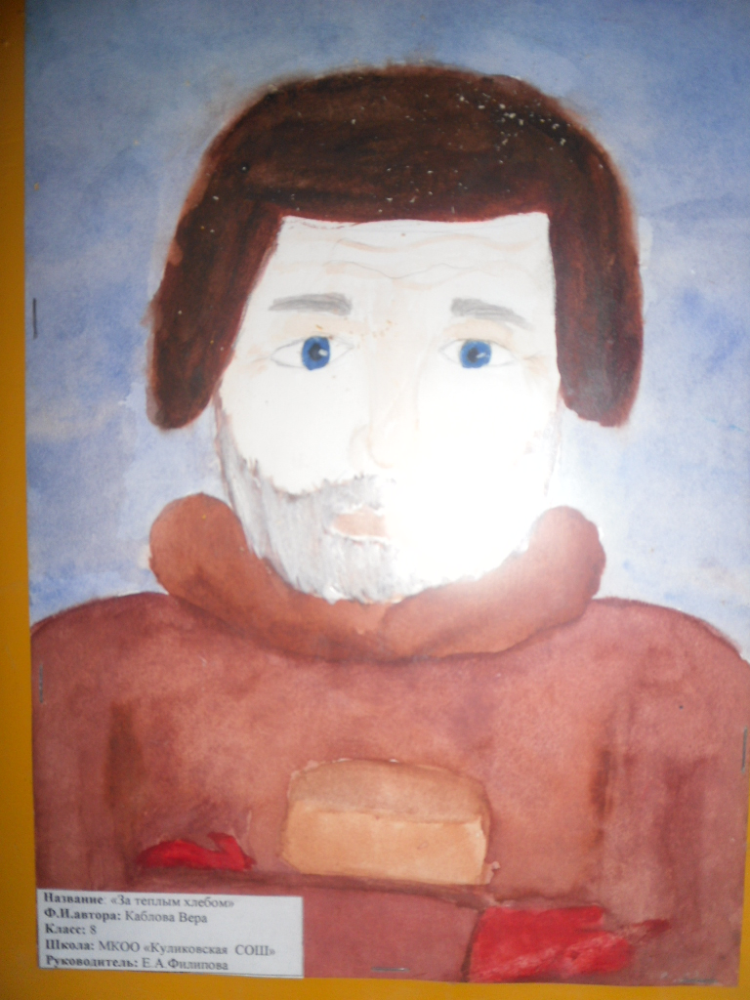 Название: «За теплым хлебом»
Ф.И.автора: Каблова Вера
Класс: 8
Школа: МКОО «Куликовская СОШ»
Руководитель: Е.А.Филипова